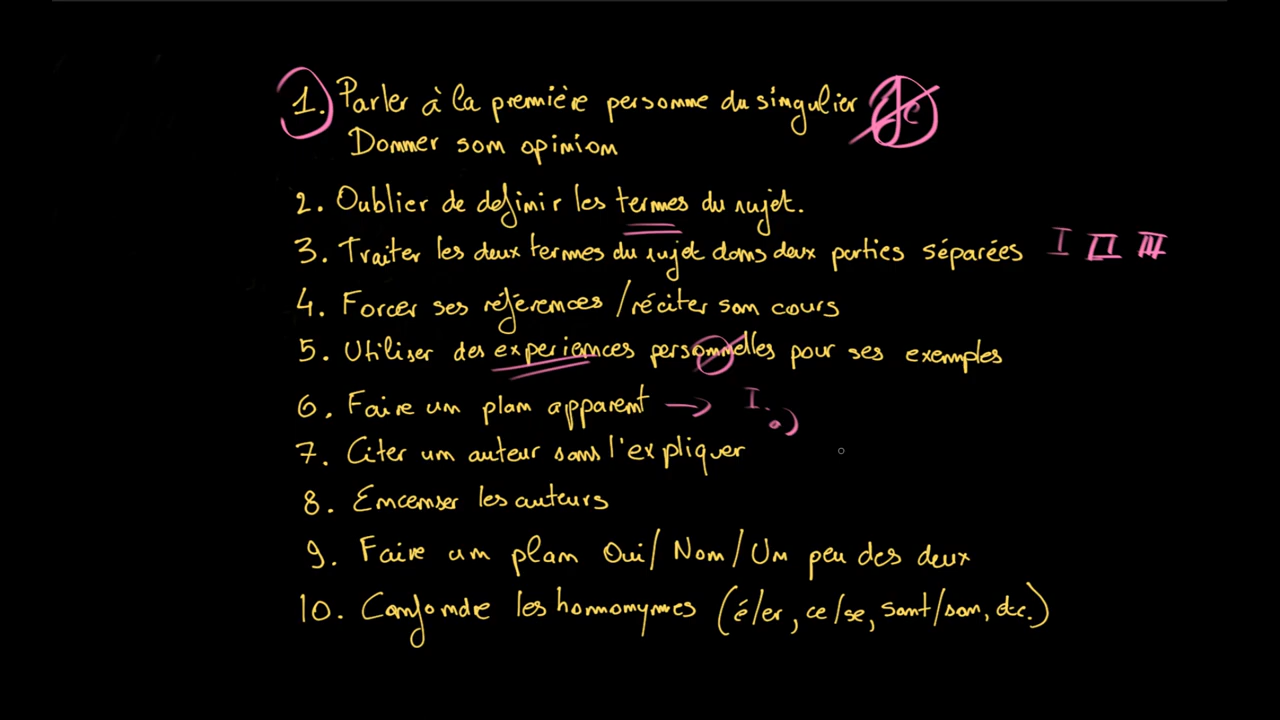 1. Parler à la première personne du singulier Je
Donner son opinion
2. Oublier de définir les termes du sujet.
3. Traiter les deux termes du sujet dans deux parties séparées I II III
4. Forcer ses références / réciter son cours
5. Utiliser des expériences personnelles pour ses exemples
6. Faire un plan apparent → I.
a)
7. Citer un auteur sans l'expliquer
8. Encenser les auteurs
9. Faire un plan Oui/ Non/ Un peu des deux
10. Confondre les homonymes (é/er, ce/se, sont/son, etc.)